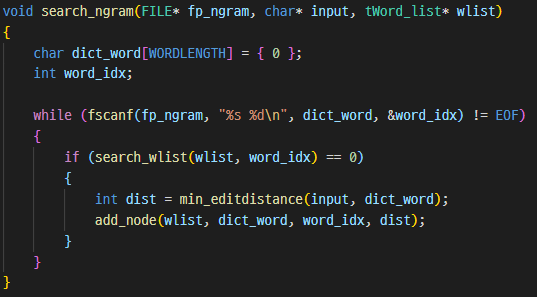 void search_ngram(FILE* fp_ngram, char* input, tWord_list* wlist)
{
    char dict_word[WORDLENGTH] = { 0 };
    int word_idx;

    while (fscanf(fp_ngram, "%s %d\n", dict_word, &word_idx) != EOF)
    {
        if (search_wlist(wlist, word_idx) == 0)
        {
            int dist = min_editdistance(input, dict_word);
            add_node(wlist, dict_word, word_idx, dist);
        }
    }
}